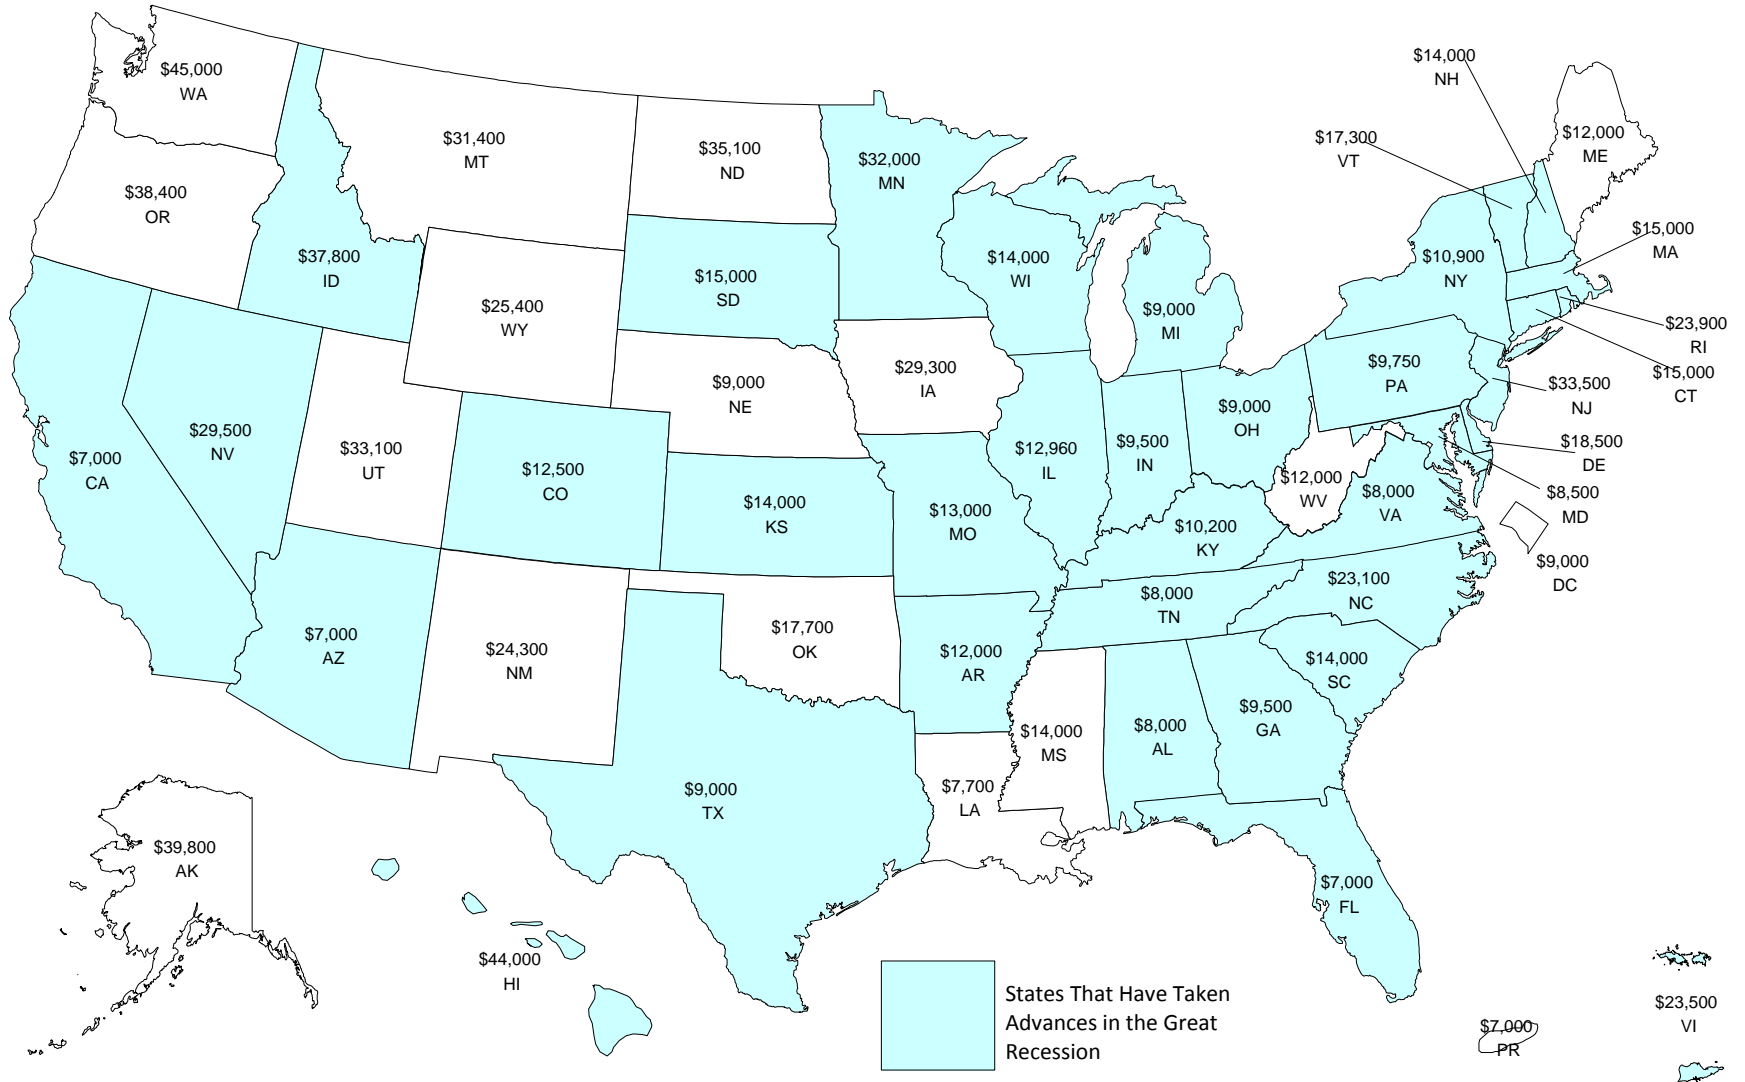 $45,000
WA
$38,400
OR
$37,800
ID
$31,400
MT
$35,100
ND
$32,000
MN
$25,400
WY
$15,000
SD
$14,000
WI
$9,000
MI
$14,000
NH
$17,300
VT
$12,000
ME
$15,000
MA
$10,900
NY
$23,900
RI
$15,000
CT
$9,750
PA
$33,500
NJ
$18,500
DE
$8,500
MD
$9,000
DC
$7,000
CA
$29,500
NV
$33,100
UT
$12,500
CO
$9,000
NE
$29,300
IA
$14,000
KS
$13,000
MO
$12,960
IL
$9,500
IN
$9,000
OH
$12,000
WV
$8,000
VA
$10,200
KY
$23,100
NC
$8,000
TN
$7,000
AZ
$24,300
NM
$17,700
OK
$12,000
AR
$14,000
SC
$9,500
GA
$8,000
AL
$14,000
MS
$7,700
LA
$9,000
TX
$7,000
FL
$39,800
AK
$44,000
HI
States That Have Taken
Advances in the Great
Recession
$7,000
PR
$23,500
VI